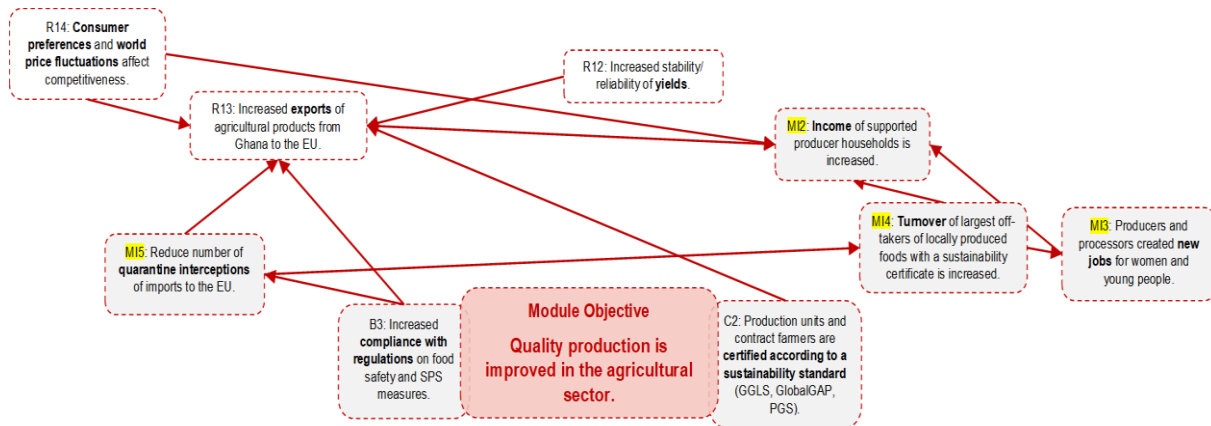 R14: Consumer
preferences and world
price fluctuations affect
competitiveness.
R12: Increased stability/
reliability of yields.
R13: Increased exports of
agricultural products from
Ghana to the EU.
MI2: Income of supported
producer households is
increased.
MI5: Reduce number of
quarantine interceptions
of imports to the EU.
MI4: Turnover of largest off-
takers of locally produced
foods with a sustainability
certificate is increased.
MI3: Producers and
processors created new
jobs for women and
young people.
B3: Increased
compliance with
regulations on food
safety and SPS
measures.
Module Objective
Quality production is
improved in the agricultural
sector.
C2: Production units and
contract farmers are
certified according to a
sustainability standard
(GGLS, GlobalGAP,
PGS).